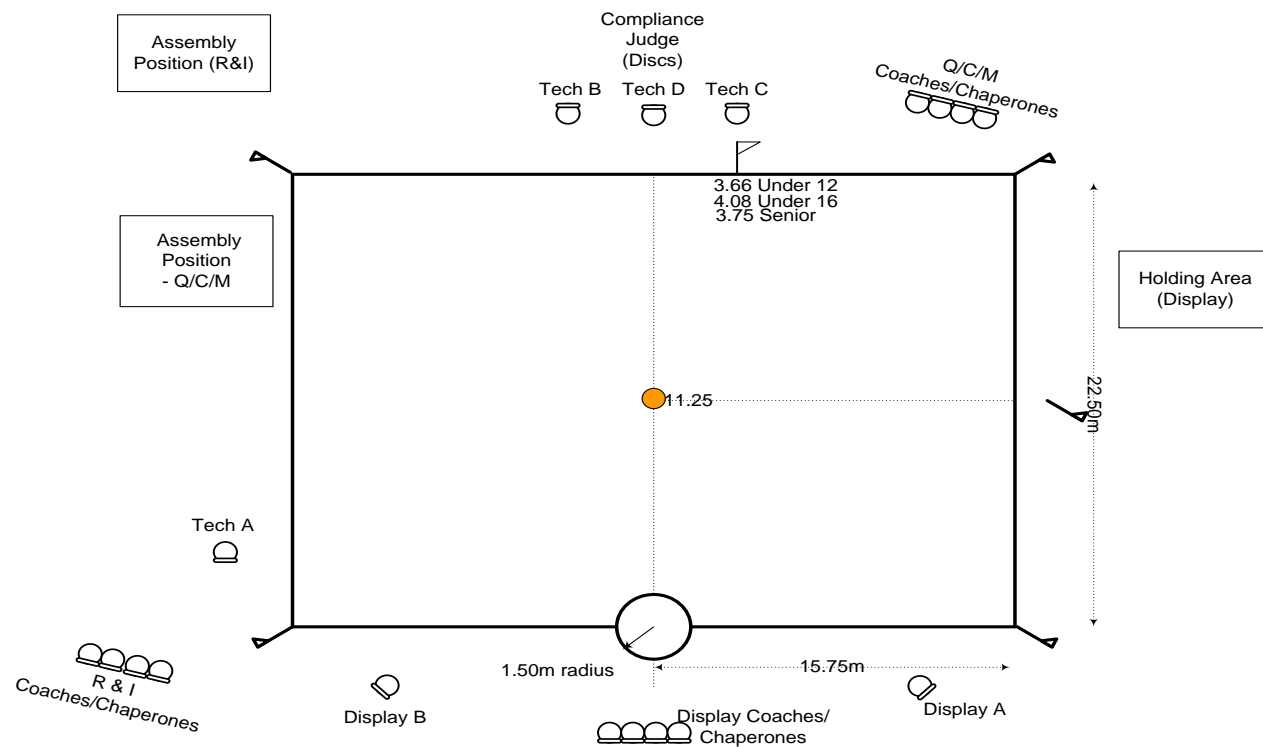 Assembly
Position (R&I)
Compliance
Judge
(Discs)
Tech B
Tech D
Tech C
Q/C/M
Coaches/Chaperones
3.66 Under 12
4.08 Under 16
3.75 Senior
Assembly
Position
- Q/C/M
Holding Area
(Display)
11.25
22.50m
Tech A
1.50m radius
15.75m
R & I
Coaches/Chaperones
Display B
Display Coaches/
Chaperones
Display A